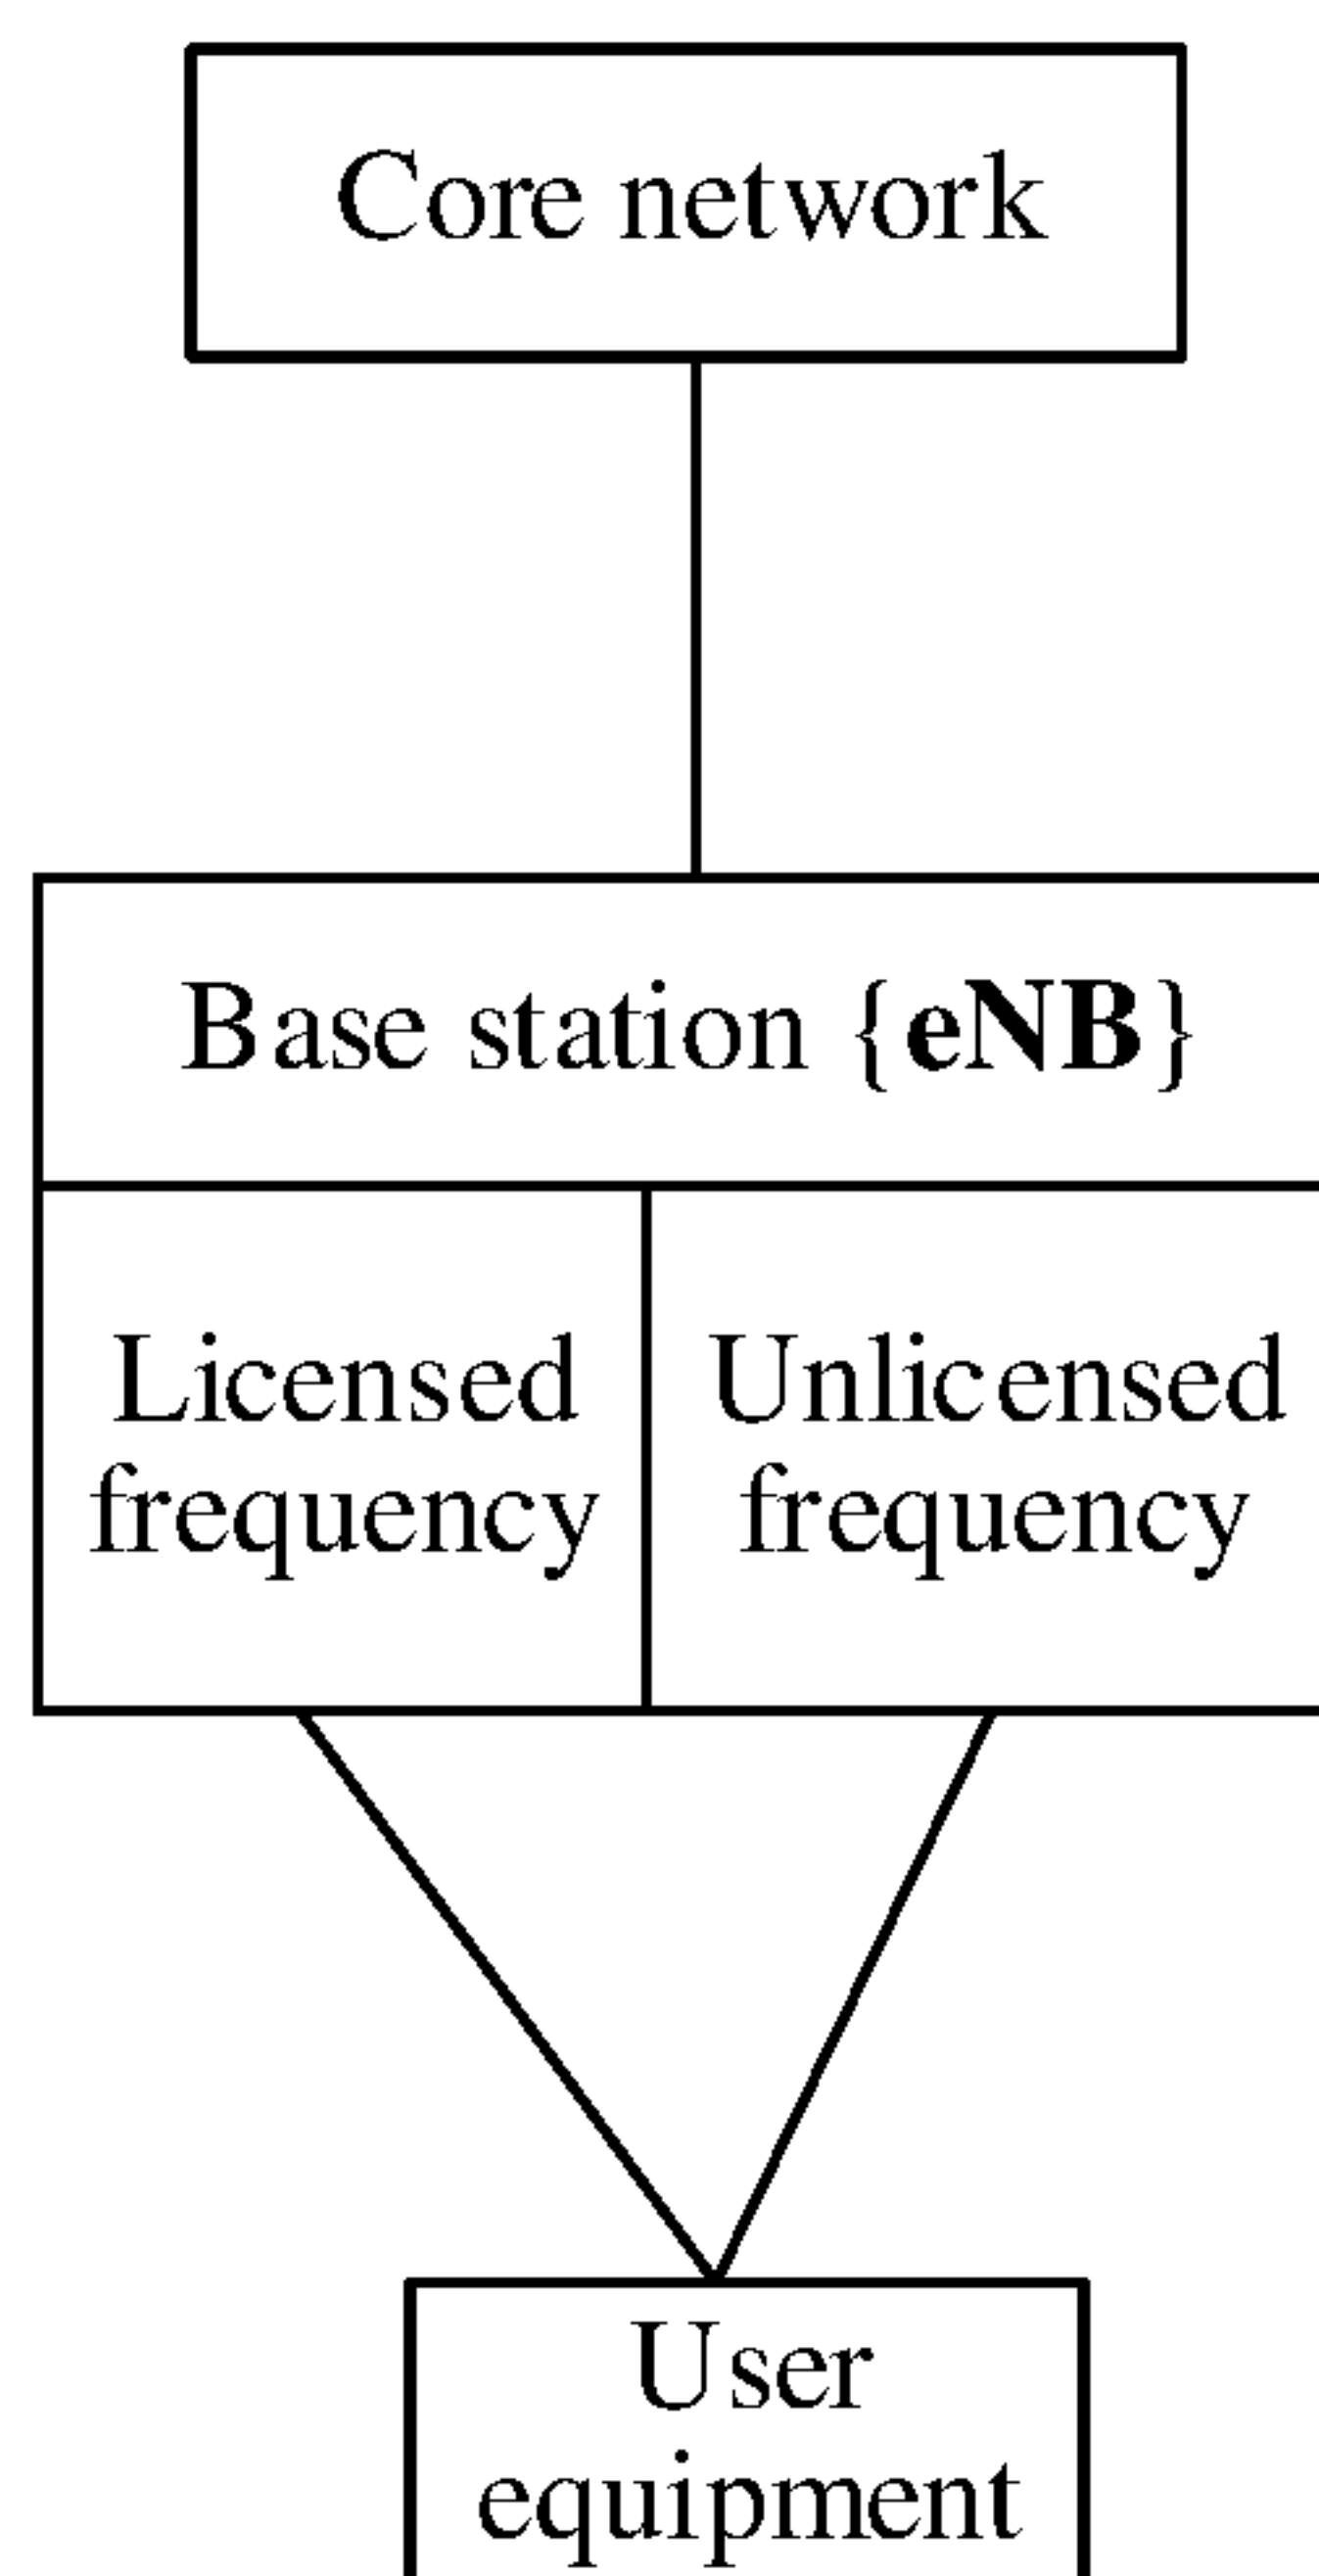 Core network
Base station {eNB}
Licensed
frequency
Unlicensed
frequency
User
equipment